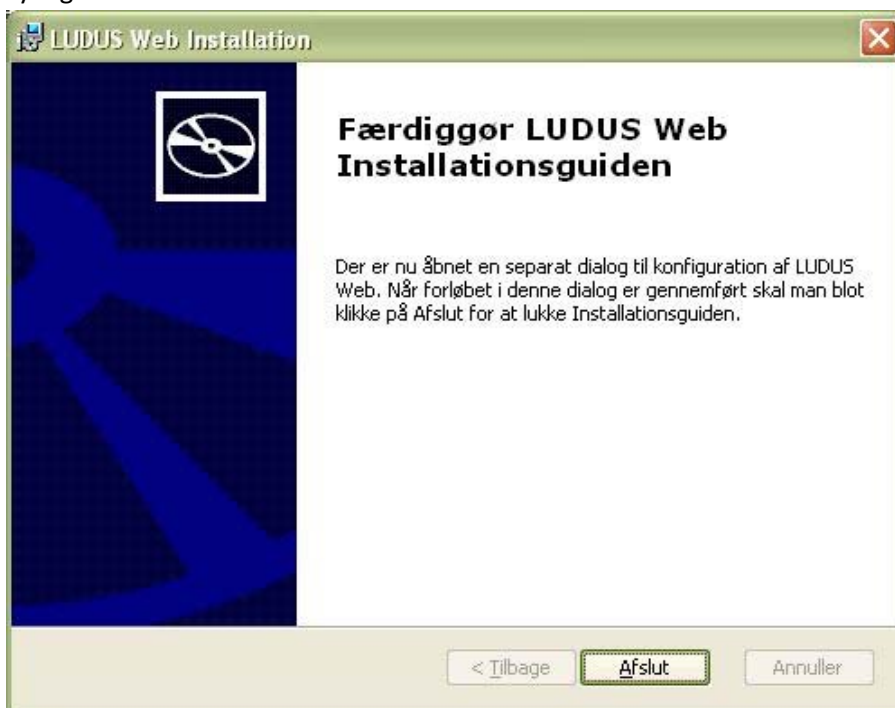 LUDUS Web Installation
Færdiggør LUDUS Web
Installationsguiden
Der er nu åbnet en separat dialog til konfiguration af LUDUS
Web. Når forløbet i denne dialog er gennemført skal man blot
klikke på Afslut for at lukke Installationsguiden.
< Tilbage
Afslut
Annuller